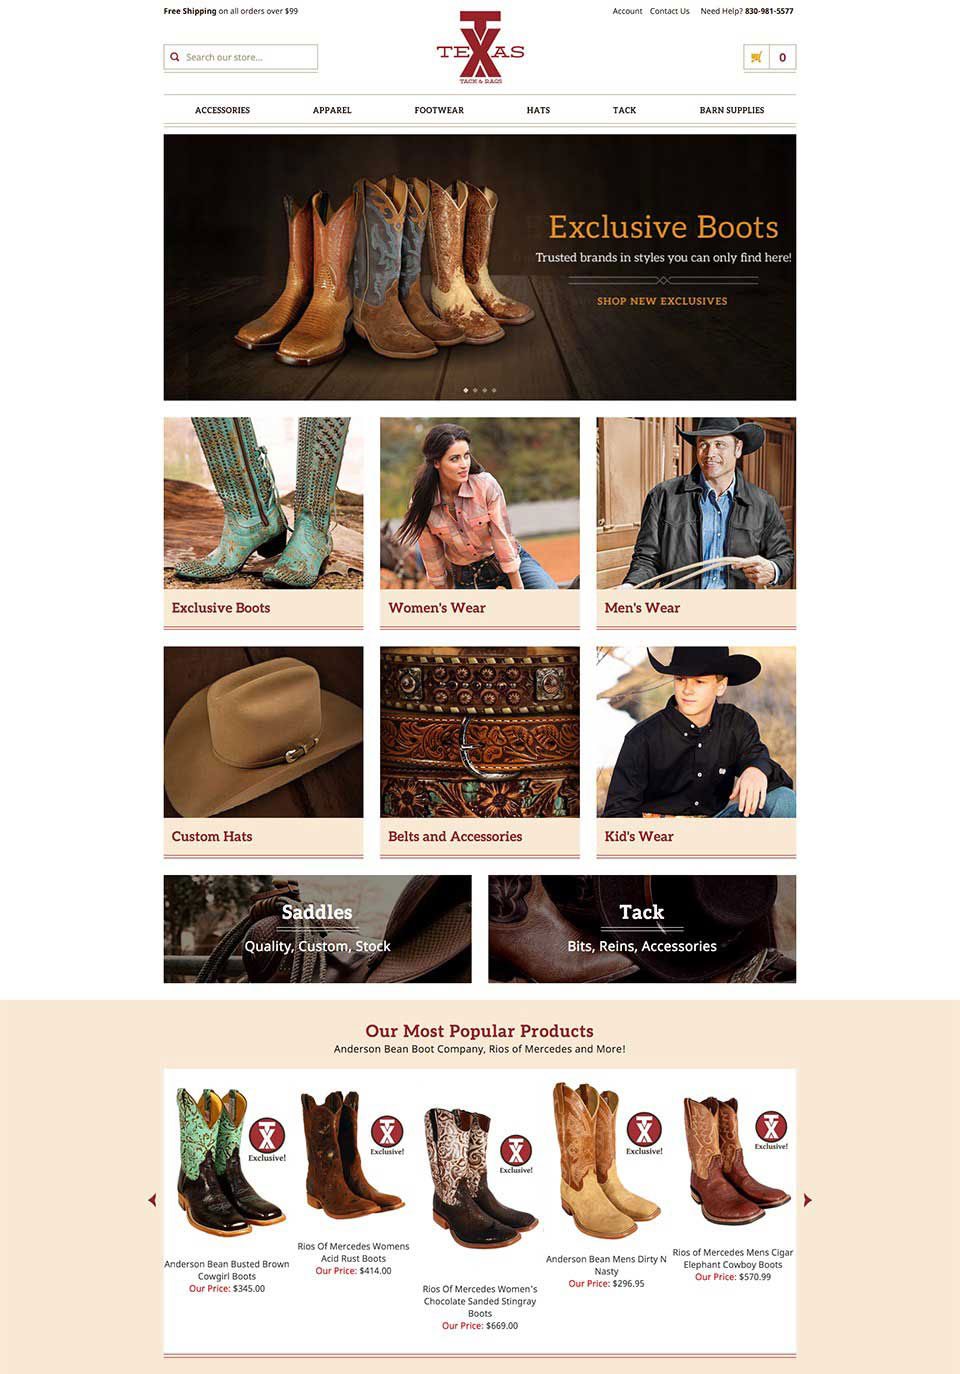 Free Shipping on all orders over $99
Account Contact Us Need Help? 830-981-5577
Search our store...
TEXAS
TACK & RAGS
0
ACCESSORIES APPAREL FOOTWEAR HATS TACK BARN SUPPLIES
Exclusive Boots
Trusted brands in styles you can only find here!
SHOP NEW EXCLUSIVES
Exclusive Boots
Women's Wear
Men's Wear
Custom Hats
Belts and Accessories
Kid's Wear
Saddles
Quality, Custom, Stock
Tack
Bits, Reins, Accessories
Our Most Popular Products
Anderson Bean Boot Company, Rios of Mercedes and More!
TX
Exclusive!
Anderson Bean Busted Brown
Cowgirl Boots
Our Price: $345.00
TX
Exclusive!
Rios Of Mercedes Womens
Acid Rust Boots
Our Price: $414.00
TX
Exclusive!
Rios Of Mercedes Women's
Chocolate Sanded Stingray
Boots
Our Price: $669.00
TX
Exclusive!
Anderson Bean Mens Dirty N
Nasty
Our Price: $296.95
TX
Exclusive!
Rios of Mercedes Mens Cigar
Elephant Cowboy Boots
Our Price: $570.99